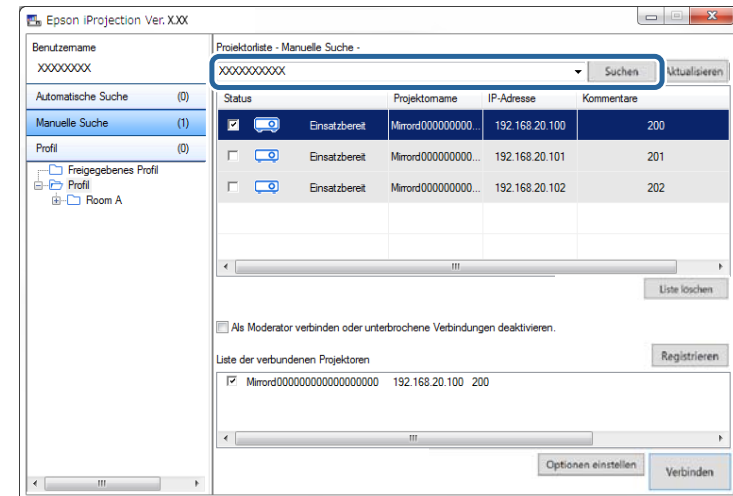 Epson iProjection Ver. X.XX
Benutzername
XXXXXXXX
Automatische Suche (0)
Manuelle Suche (1)
Profil (0)
Freigegebenes Profil
Profil
Room A
Projektorliste - Manuelle Suche -
XXXXXXXXXX Suchen Aktualisieren
Status Projektorname IP-Adresse Kommentare
Einsatzbereit Mirrord000000000... 192.168.20.100 200
Einsatzbereit Mirrord000000000... 192.168.20.101 201
Einsatzbereit Mirrord000000000... 192.168.20.102 202
Liste löschen
Als Moderator verbinden oder unterbrochene Verbindungen deaktivieren.
Liste der verbundenen Projektoren Registrieren
Mirrord000000000000000000 192.168.20.100 200
Optionen einstellen Verbinden